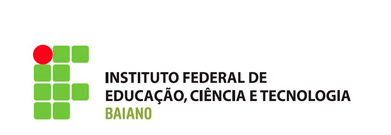 INSTITUTO FEDERAL DE
EDUCAÇÃO, CIÊNCIA E TECNOLOGIA
BAIANO